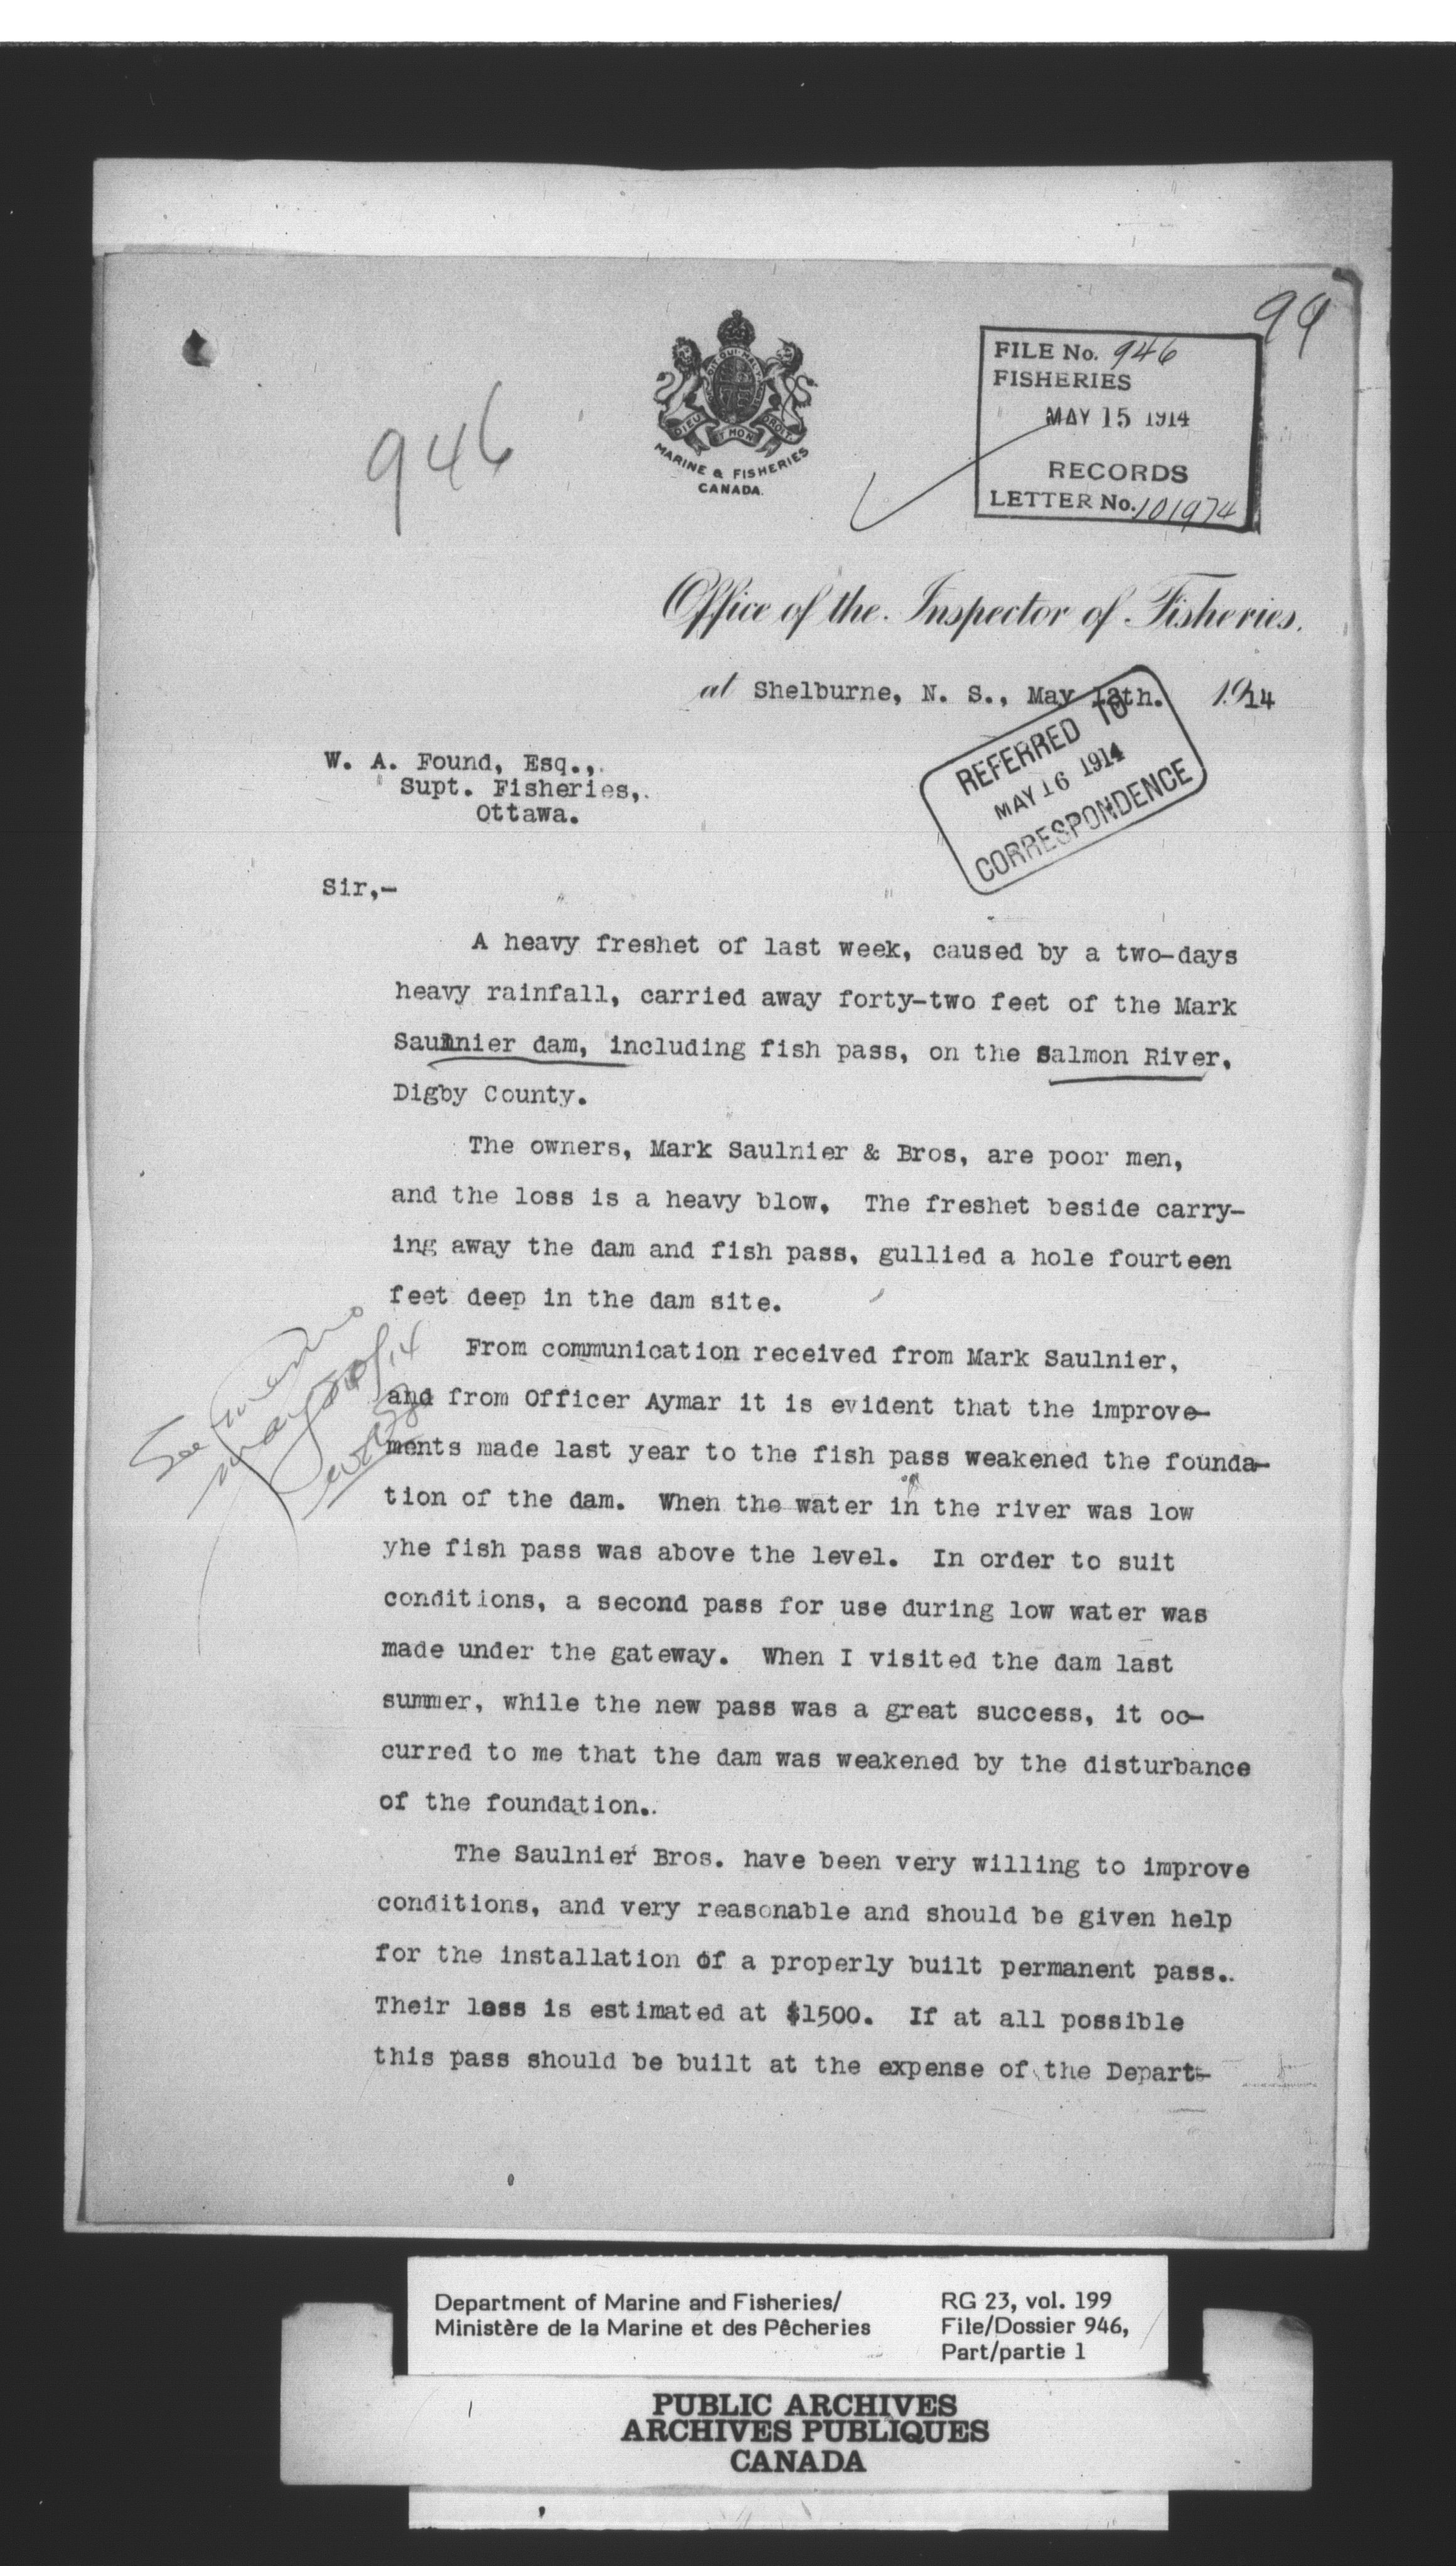 99
FILE No. 946
FISHERIES
MAY 15 1914
RECORDS
LETTER No. 101974
946
DIEU ET MON DROIT
MARINE & FISHERIES
CANADA.
Office of the Inspector of Fisheries.
at Shelburne, N. S., May 12th. 1914
REFERRED TO
MAY 16 1914
CORRESPONDENCE
W. A. Found, Esq.,
Supt. Fisheries,
Ottawa.
Sir,-
A heavy freshet of last week, caused by a two-days
heavy rainfall, carried away forty-two feet of the Mark
Saulnier dam, including fish pass, on the Salmon River,
Digby County.
The owners, Mark Saulnier & Bros, are poor men,
and the loss is a heavy blow. The freshet beside carry-
ing away the dam and fish pass, gullied a hole fourteen
feet deep in the dam site.
See memo
May 20/14
From communication received from Mark Saulnier,
and from Officer Aymar it is evident that the improve-
ments made last year to the fish pass weakened the founda-
tion of the dam. When the water in the river was low
yhe fish pass was above the level. In order to suit
conditions, a second pass for use during low water was
made under the gateway. When I visited the dam last
summer, while the new pass was a great success, it oc-
curred to me that the dam was weakened by the disturbance
of the foundation..
The Saulnier Bros. have been very willing to improve
conditions, and very reasonable and should be given help
for the installation of a properly built permanent pass..
Their loss is estimated at $1500. If at all possible
this pass should be built at the expense of the Depart-
Department of Marine and Fisheries/
Ministère de la Marine et des Pêcheries
RG 23, vol. 199
File/Dossier 946,
Part/partie 1
PUBLIC ARCHIVES
ARCHIVES PUBLIQUES
CANADA